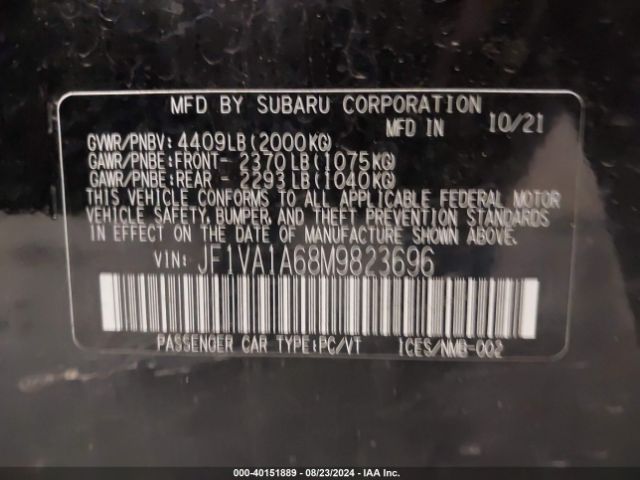 MFD BY SUBARU CORPORATION
MFD IN 10/21
GVWR/PNBV: 4409LB(2000KG)
GAWR/PNBE:FRONT- 2370LB(1075KG)
GAWR/PNBE:REAR - 2293LB(1040KG)
THIS VEHICLE CONFORMS TO ALL APPLICABLE FEDERAL MOTOR
VEHICLE SAFETY, BUMPER, AND THEFT PREVENTION STANDARDS
IN EFFECT ON THE DATE OF MANUFACTURE SHOWN ABOVE.
VIN: JF1VA1A68M9823696
PASSENGER CAR TYPE:PC/VT ICES/NMB-002
000-40151889 - 08/23/2024 - IAA Inc.